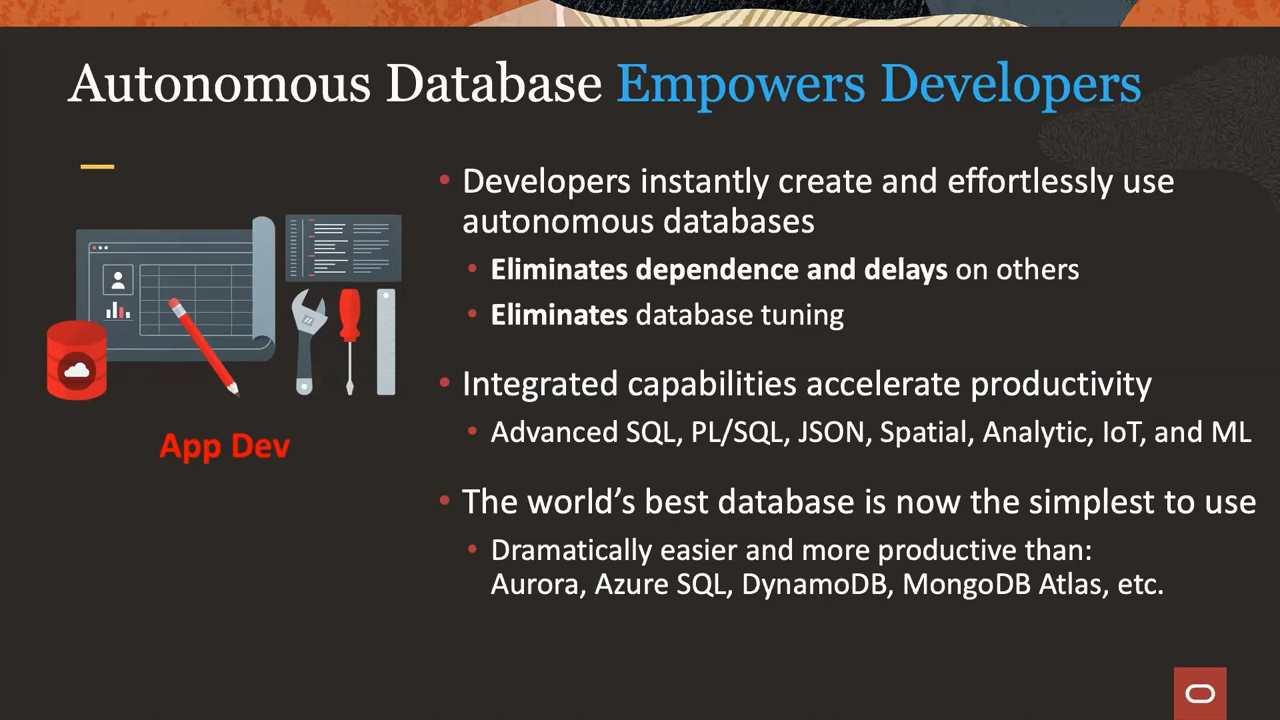 Autonomous Database Empowers Developers
• Developers instantly create and effortlessly use
autonomous databases
• Eliminates dependence and delays on others
• Eliminates database tuning
• Integrated capabilities accelerate productivity
• Advanced SQL, PL/SQL, JSON, Spatial, Analytic, IoT, and ML
• The world’s best database is now the simplest to use
• Dramatically easier and more productive than:
Aurora, Azure SQL, DynamoDB, MongoDB Atlas, etc.
App Dev